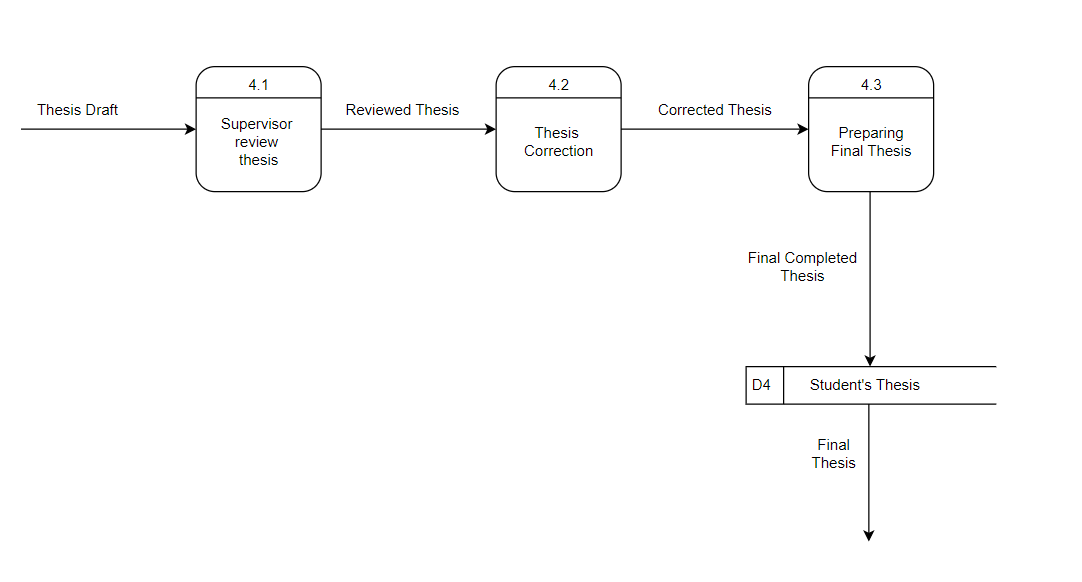 4.1
4.2
4.3
Thesis Draft
Reviewed Thesis
Corrected Thesis
Supervisor
review
thesis
Thesis
Correction
Preparing
Final Thesis
Final Completed
Thesis
D4
Student's Thesis
Final
Thesis